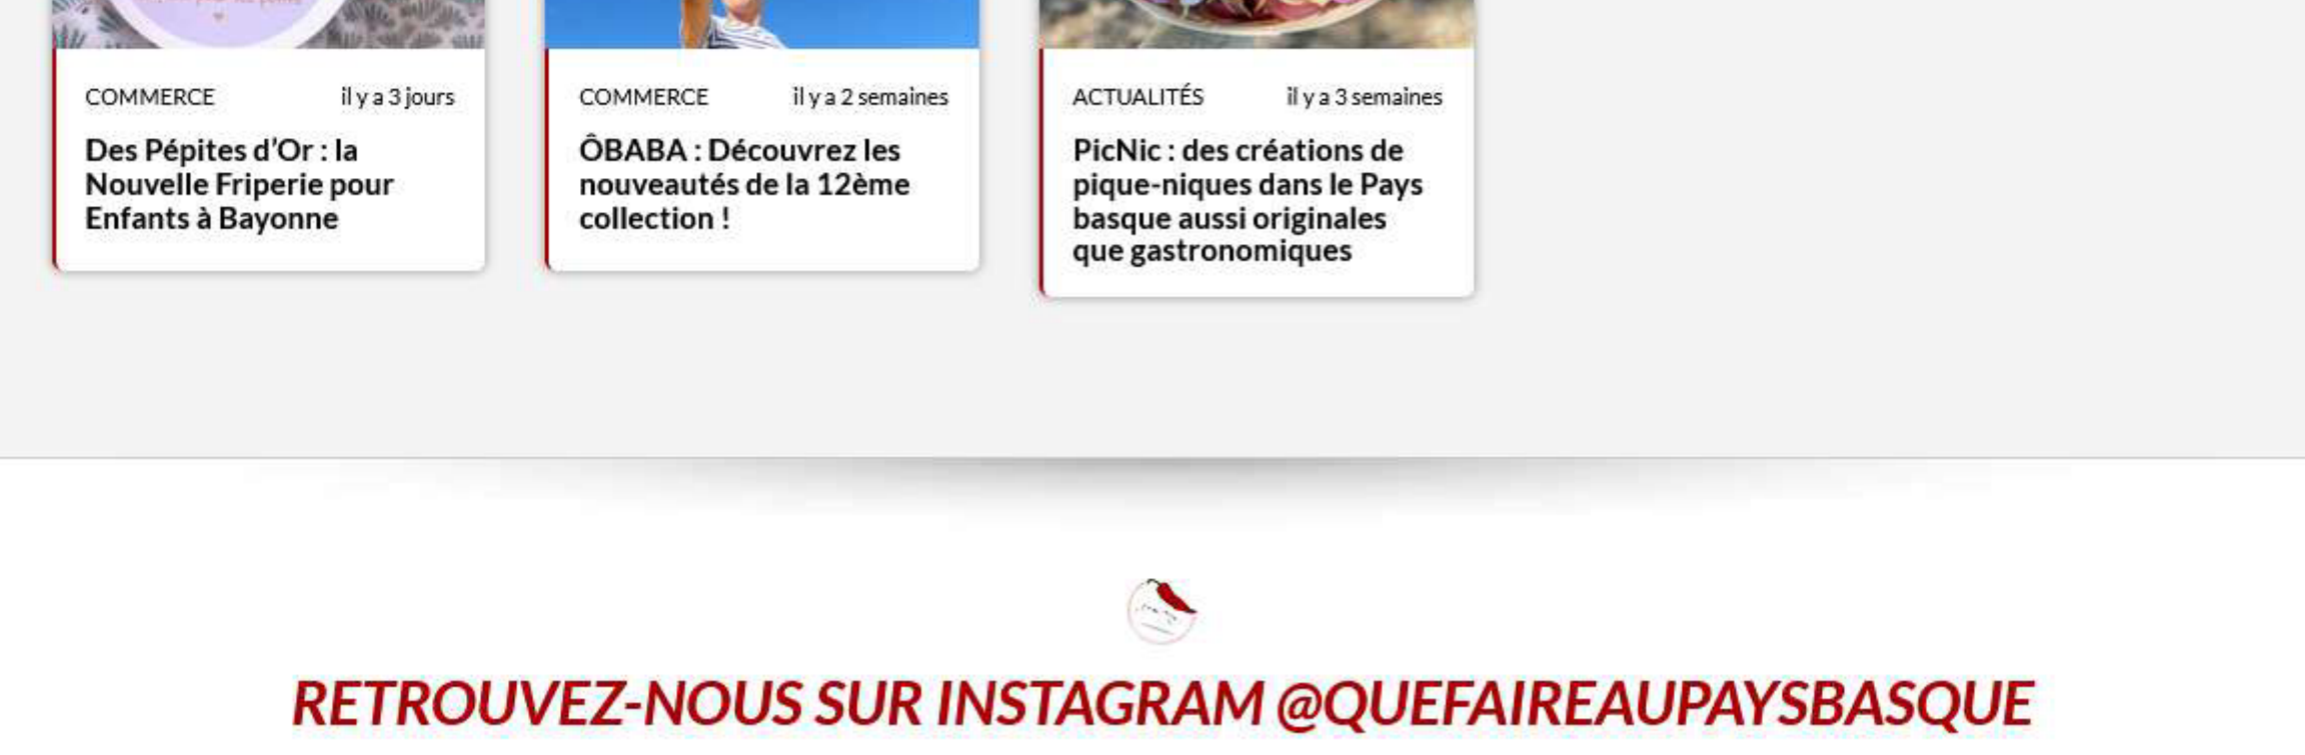 COMMERCE il y a 3 jours
Des Pépites d’Or : la
Nouvelle Friperie pour
Enfants à Bayonne
COMMERCE il y a 2 semaines
ÔBABA : Découvrez les
nouveautés de la 12ème
collection !
ACTUALITÉS il y a 3 semaines
PicNic : des créations de
pique-niques dans le Pays
basque aussi originales
que gastronomiques
RETROUVEZ-NOUS SUR INSTAGRAM @QUEFAIREAUPAYSBASQUE